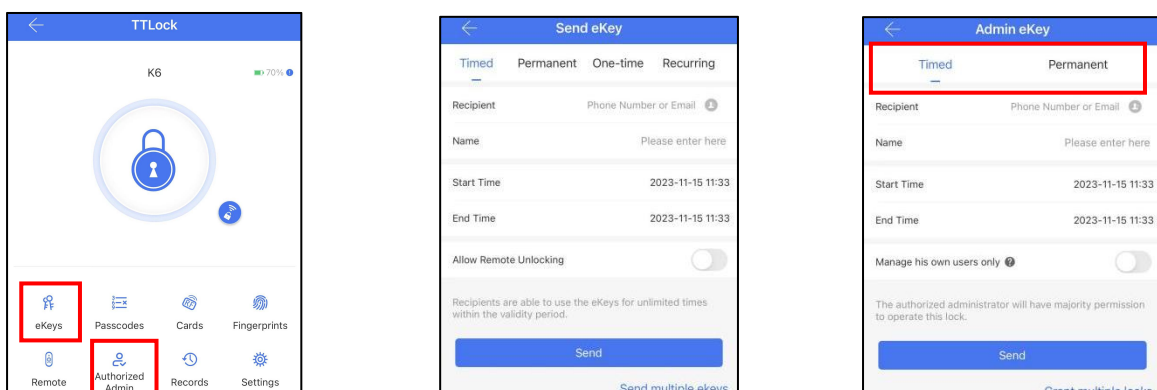 TTLock
K6
70%
eKeys
Passcodes
Cards
Fingerprints
Remote
Authorized
Admin
Records
Settings
Send eKey
Timed Permanent One-time Recurring
Recipient Phone Number or Email
Name Please enter here
Start Time 2023-11-15 11:33
End Time 2023-11-15 11:33
Allow Remote Unlocking
Recipients are able to use the eKeys for unlimited times
within the validity period.
Send
Send multiple ekeys
Admin eKey
Timed Permanent
Recipient Phone Number or Email
Name Please enter here
Start Time 2023-11-15 11:33
End Time 2023-11-15 11:33
Manage his own users only
The authorized administrator will have majority permission
to operate this lock.
Send
Grant multiple locks